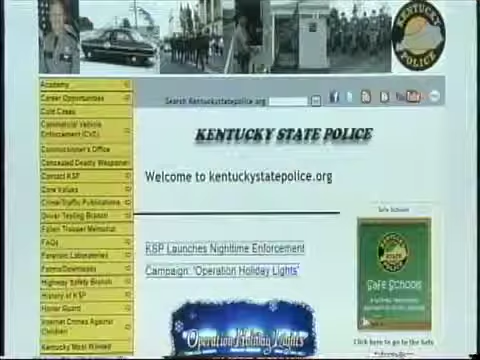 KENTUCKY
POLICE
Academy
Career Opportunities
Cold Cases
Commercial Vehicle
Enforcement (CVE)
Commissioner's Office
Concealed Deadly Weapons
Contact KSP
Core Values
Crime/Traffic Publications
Driver Testing Branch
Fallen Trooper Memorial
FAQs
Forensic Laboratories
Forms/Downloads
Highway Safety Branch
History of KSP
Honor Guard
Internet Crimes Against
Children
Kentucky Most Wanted
Search Kentuckystatepolice.org
You Tube
KENTUCKY STATE POLICE
Welcome to kentuckystatepolice.org
KSP Launches Nighttime Enforcement
Campaign: 'Operation Holiday Lights'
Operation Holiday Lights
Safe Schools
Safe Schools
Click here to go to the Safe